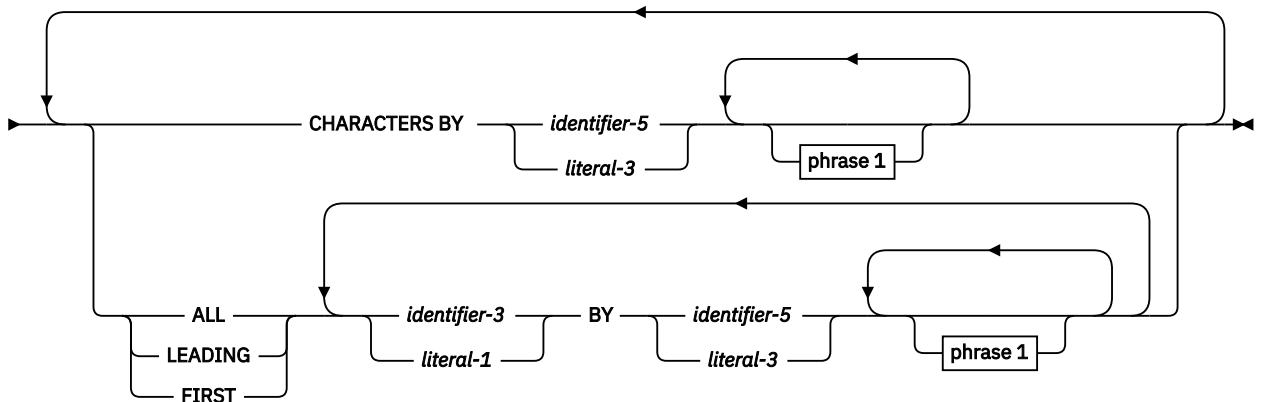 CHARACTERS BY identifier-5
literal-3
phrase 1
ALL identifier-3 BY identifier-5
LEADING literal-1 literal-3 phrase 1
FIRST